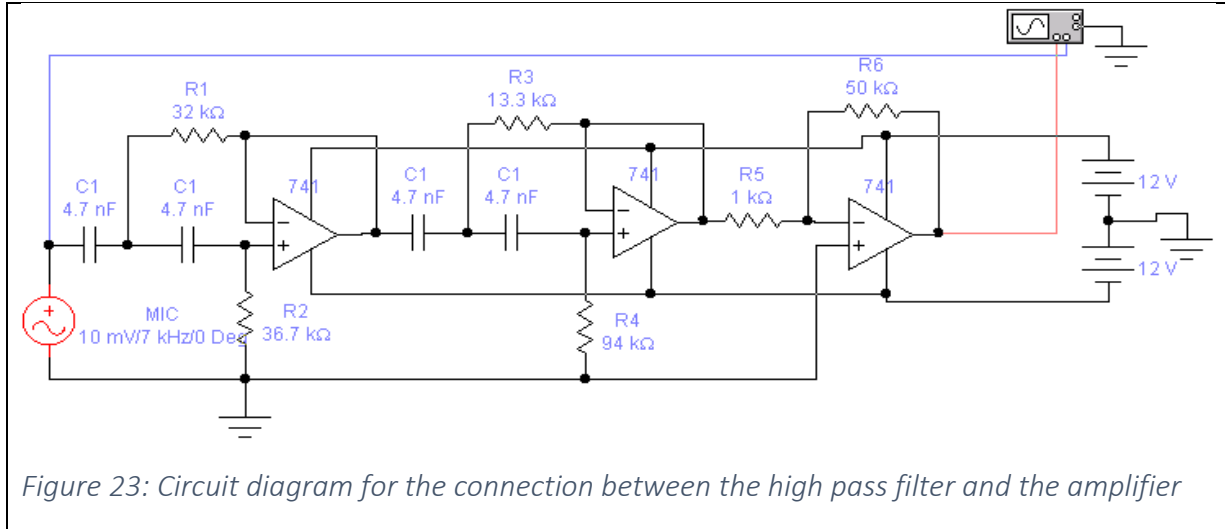 R1
32 kΩ
R3
13.3 kΩ
R6
50 kΩ
C1
4.7 nF
C1
4.7 nF
741
C1
4.7 nF
C1
4.7 nF
741
R5
1 kΩ
741
12 V
12 V
MIC
10 mV/7 kHz/0 Deg
R2
36.7 kΩ
R4
94 kΩ
Figure 23: Circuit diagram for the connection between the high pass filter and the amplifier